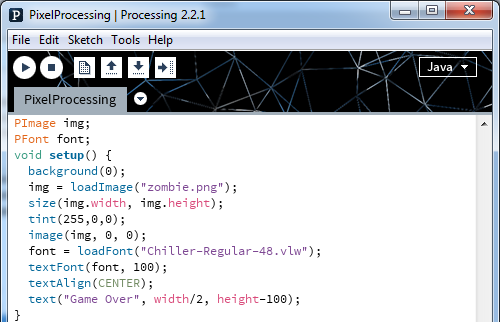 PixelProcessing | Processing 2.2.1
File Edit Sketch Tools Help
Java
PixelProcessing
PImage img;
PFont font;
void setup() {
  background(0);
  img = loadImage("zombie.png");
  size(img.width, img.height);
  tint(255,0,0);
  image(img, 0, 0);
  font = loadFont("Chiller-Regular-48.vlw");
  textFont(font, 100);
  textAlign(CENTER);
  text("Game Over", width/2, height-100);
}